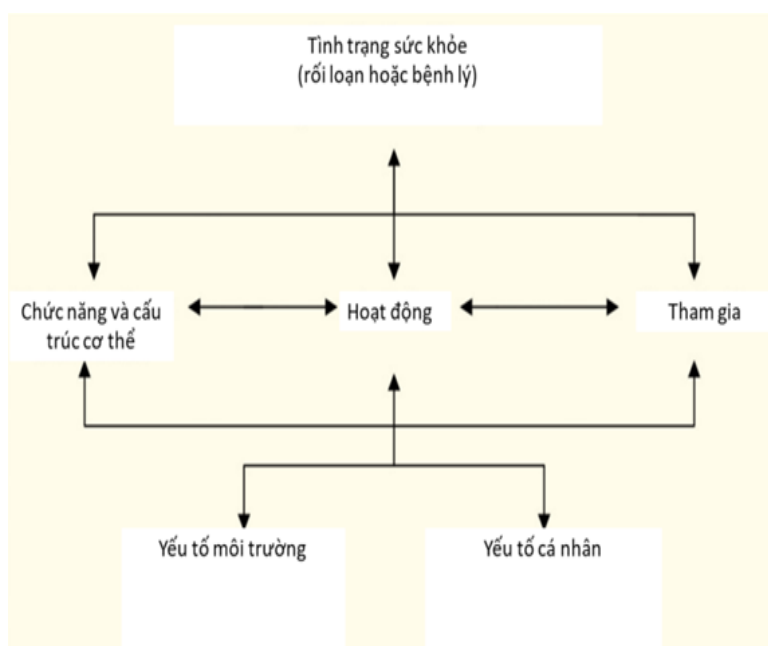 Tình trạng sức khỏe
(rối loạn hoặc bệnh lý)
Chức năng và cấu
trúc cơ thể
Hoạt động
Tham gia
Yếu tố môi trường
Yếu tố cá nhân